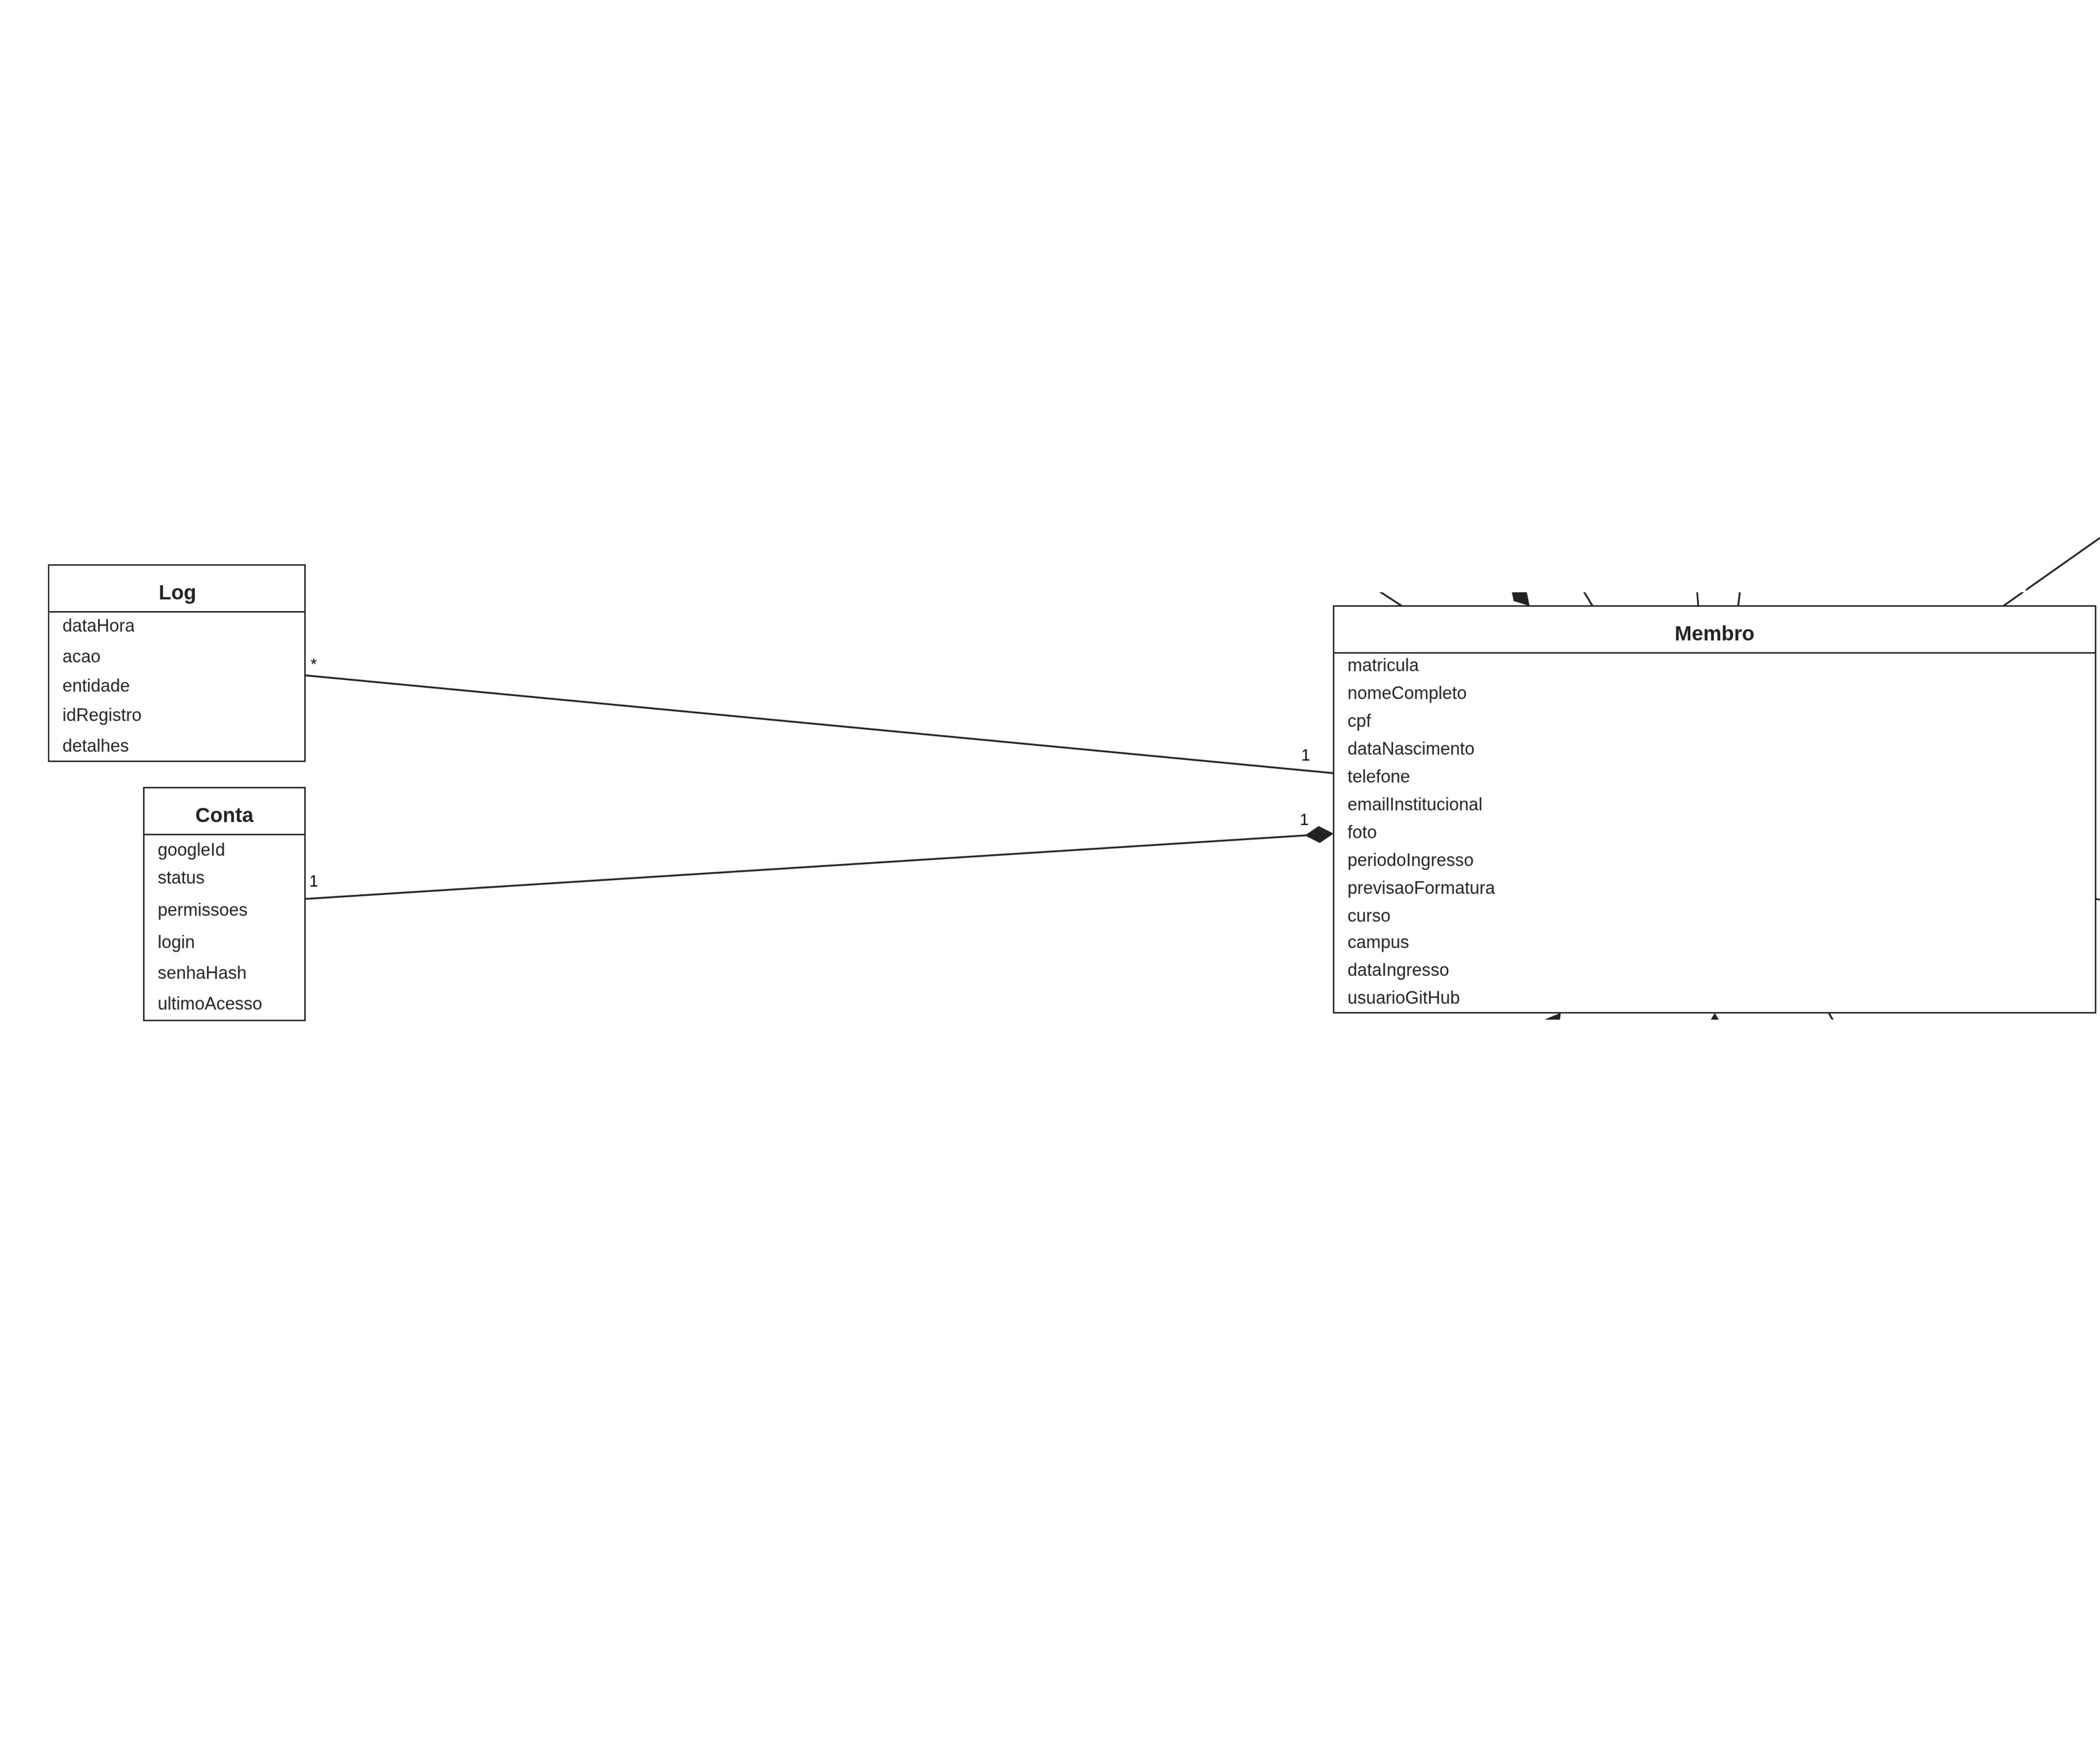 Log
dataHora
acao
entidade
idRegistro
detalhes
*
1
Conta
googleId
status
permissoes
login
senhaHash
ultimoAcesso
1
1
Membro
matricula
nomeCompleto
cpf
dataNascimento
telefone
emailInstitucional
foto
periodoIngresso
previsaoFormatura
curso
campus
dataIngresso
usuarioGitHub